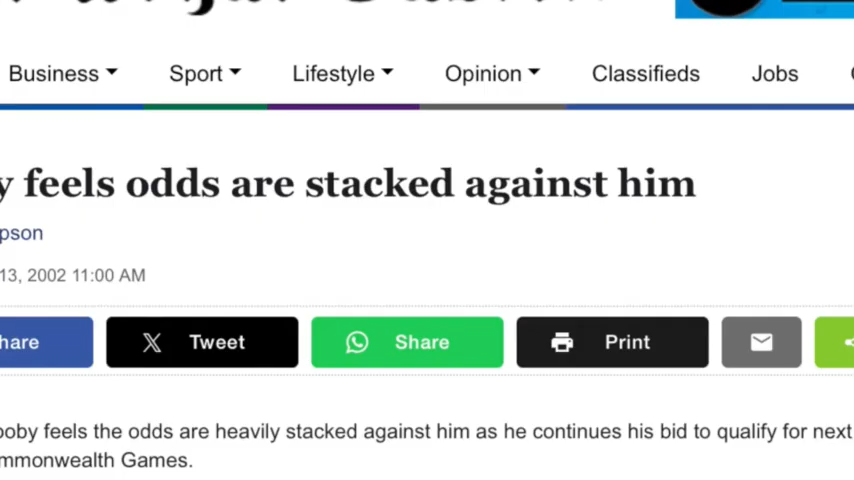 Business Sport Lifestyle Opinion Classifieds Jobs
y feels odds are stacked against him
pson
13, 2002 11:00 AM
hare Tweet Share Print
ooby feels the odds are heavily stacked against him as he continues his bid to qualify for next
mmonwealth Games.